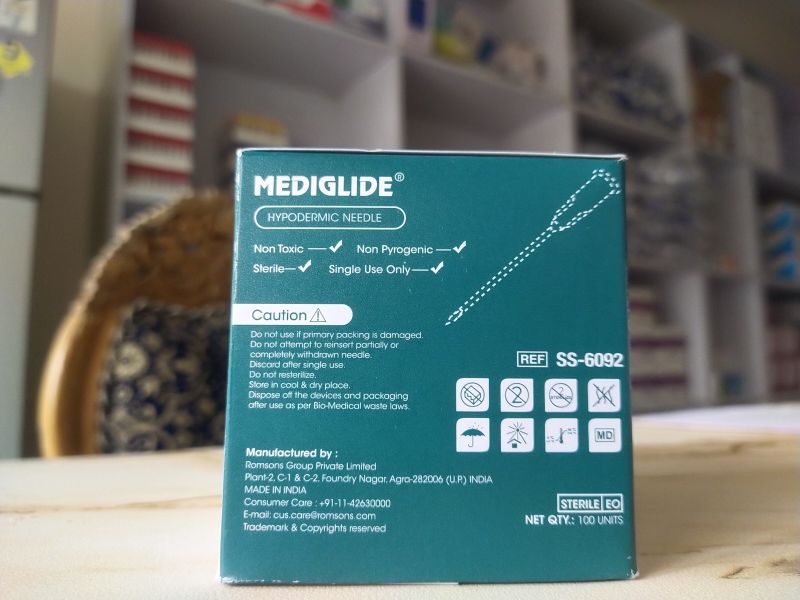 MEDIGLIDE®
HYPODERMIC NEEDLE
Non Toxic Non Pyrogenic
Sterile Single Use Only
Caution
Do not use if primary packing is damaged.
Do not attempt to reinsert partially or
completely withdrawn needle.
Discard after single use.
Do not resterilize.
Store in cool & dry place.
Dispose off the devices and packaging
after use as per Bio-Medical waste laws.
REF SS-6092
MD
Manufactured by :
Romsons Group Private Limited
Plant-2, C-1 & C-2, Foundry Nagar, Agra-282006 (U.P.) INDIA
MADE IN INDIA
Consumer Care : +91-11-42630000
E-mail: cus.care@romsons.com
Trademark & Copyrights reserved
STERILE EO
NET QTY.: 100 UNITS